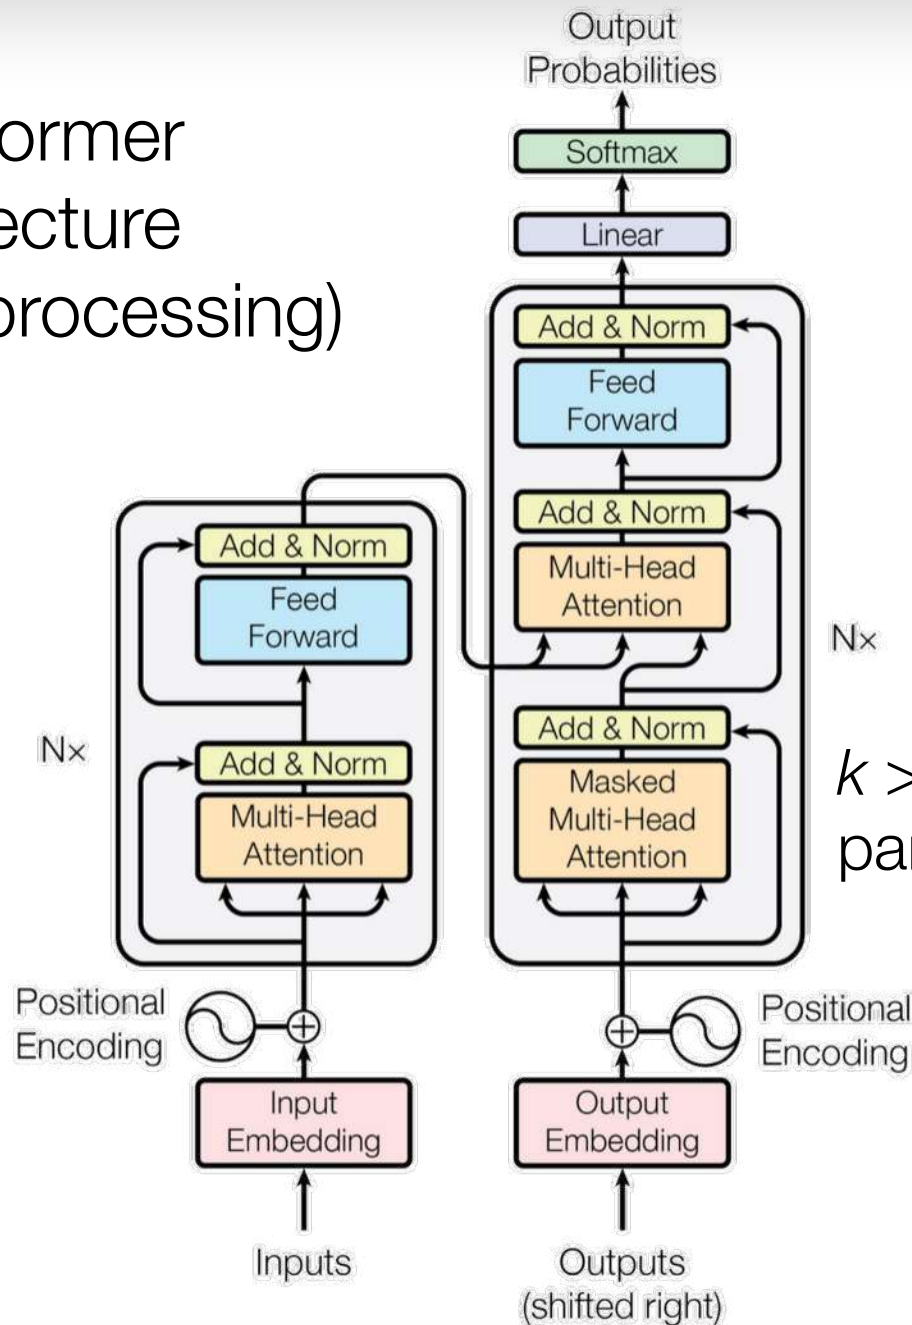 Output
Probabilities
Softmax
Linear
Add & Norm
Feed
Forward
Add & Norm
Multi-Head
Attention
Add & Norm
Masked
Multi-Head
Attention
Nx
Positional
Encoding
Output
Embedding
Outputs
(shifted right)
ormer
ecture
processing)
Add & Norm
Feed
Forward
Add & Norm
Multi-Head
Attention
Nx
Positional
Encoding
Input
Embedding
Inputs
k >
par